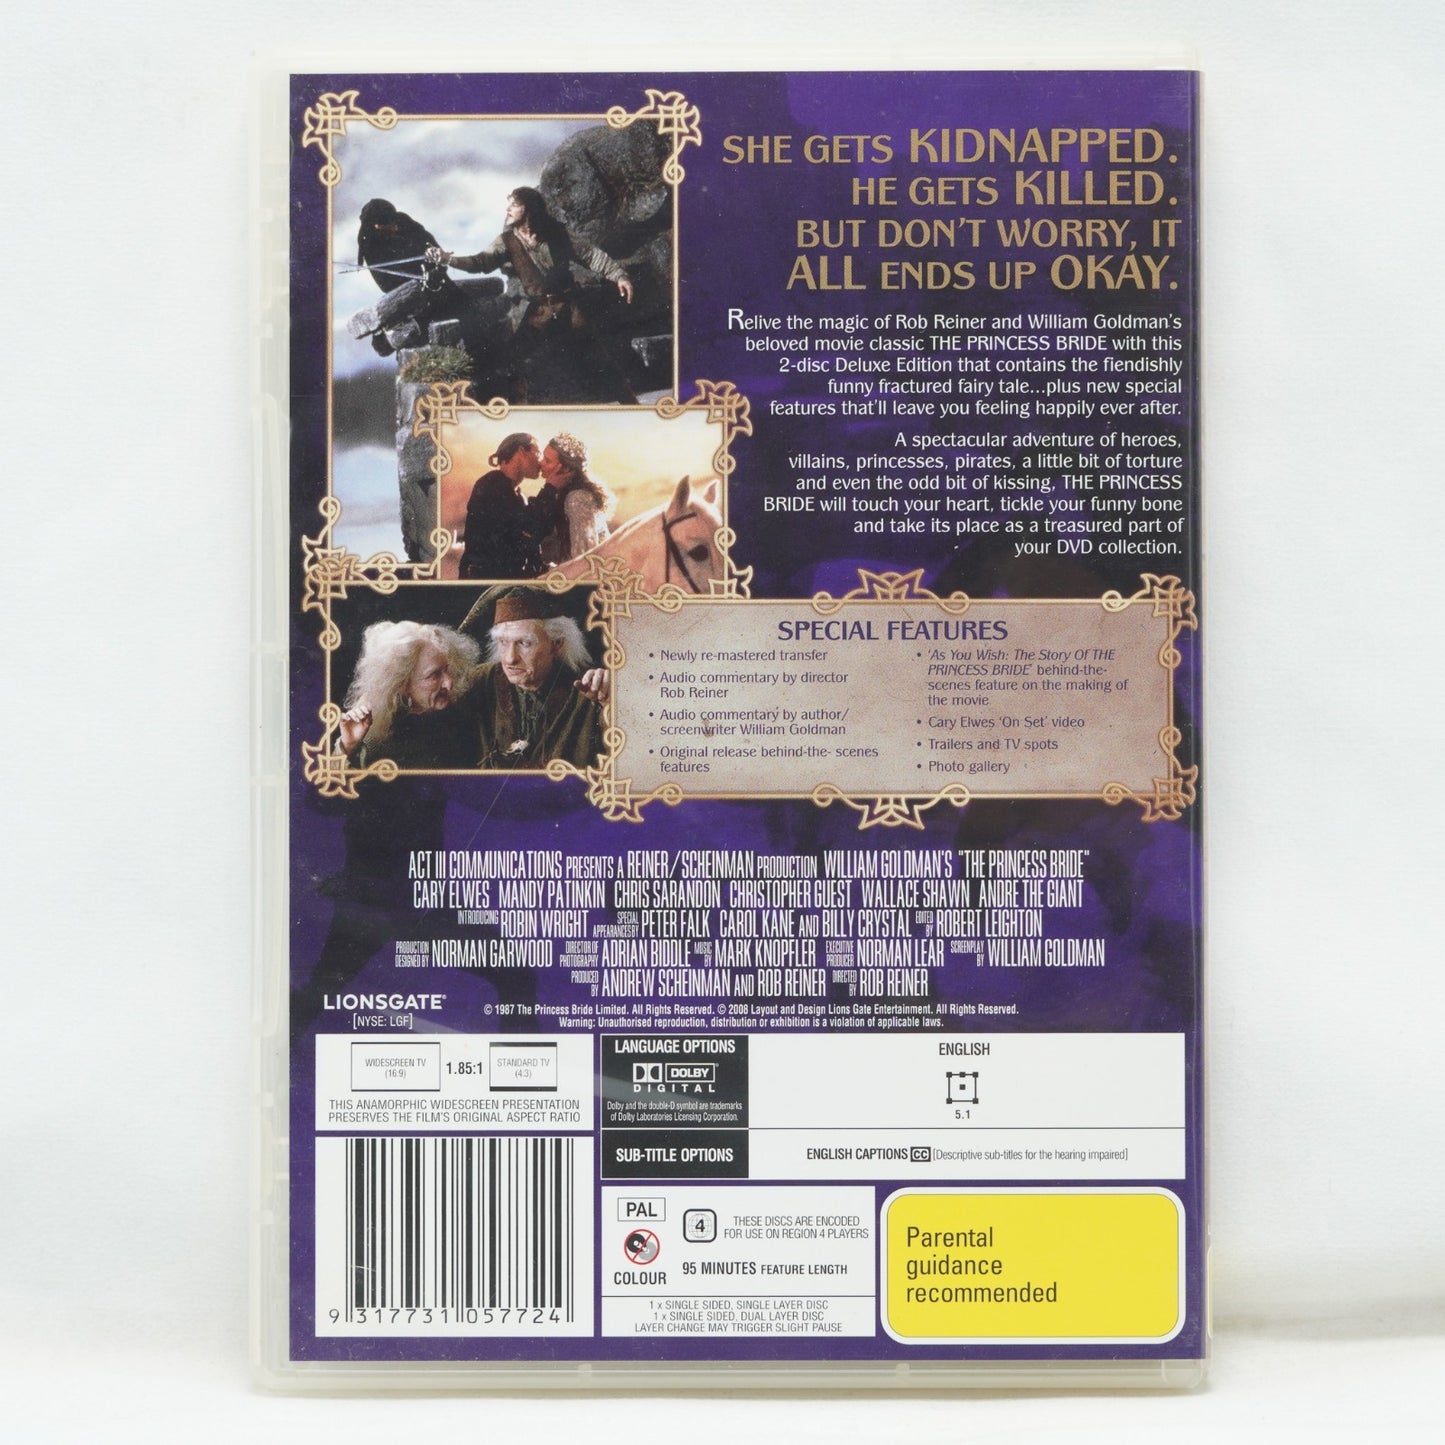 SHE GETS KIDNAPPED.
HE GETS KILLED.
BUT DON'T WORRY, IT
ALL ENDS UP OKAY.
Relive the magic of Rob Reiner and William Goldman's
beloved movie classic THE PRINCESS BRIDE with this
2-disc Deluxe Edition that contains the fiendishly
funny fractured fairy tale...plus new special
features that'll leave you feeling happily ever after.
A spectacular adventure of heroes,
villains, princesses, pirates, a little bit of torture
and even the odd bit of kissing, THE PRINCESS
BRIDE will touch your heart, tickle your funny bone
and take its place as a treasured part of
your DVD collection.
SPECIAL FEATURES
• Newly re-mastered transfer
• Audio commentary by director
Rob Reiner
• Audio commentary by author/
screenwriter William Goldman
• Original release behind-the- scenes
features
• 'As You Wish: The Story Of THE
PRINCESS BRIDE' behind-the-
scenes feature on the making of
the movie
• Cary Elwes 'On Set' video
• Trailers and TV spots
• Photo gallery
ACT III COMMUNICATIONS PRESENTS A REINER/SCHEINMAN PRODUCTION WILLIAM GOLDMAN'S "THE PRINCESS BRIDE"
CARY ELWES MANDY PATINKIN CHRIS SARANDON CHRISTOPHER GUEST WALLACE SHAWN ANDRE THE GIANT
INTRODUCING ROBIN WRIGHT SPECIAL APPEARANCES BY PETER FALK CAROL KANE AND BILLY CRYSTAL EDITED BY ROBERT LEIGHTON
PRODUCTION DESIGNED BY NORMAN GARWOOD DIRECTOR OF PHOTOGRAPHY ADRIAN BIDDLE MUSIC BY MARK KNOPFLER EXECUTIVE PRODUCER NORMAN LEAR SCREENPLAY BY WILLIAM GOLDMAN
PRODUCED BY ANDREW SCHEINMAN AND ROB REINER DIRECTED BY ROB REINER
LIONSGATE®
[NYSE: LGF]
© 1987 The Princess Bride Limited. All Rights Reserved. © 2008 Layout and Design Lions Gate Entertainment. All Rights Reserved.
Warning: Unauthorised reproduction, distribution or exhibition is a violation of applicable laws.
WIDESCREEN TV
(16:9)
1.85:1
STANDARD TV
(4:3)
THIS ANAMORPHIC WIDESCREEN PRESENTATION
PRESERVES THE FILM'S ORIGINAL ASPECT RATIO
LANGUAGE OPTIONS
DOLBY
DIGITAL
Dolby and the double-D symbol are trademarks
of Dolby Laboratories Licensing Corporation.
ENGLISH
5.1
SUB-TITLE OPTIONS
ENGLISH CAPTIONS CC [Descriptive sub-titles for the hearing impaired]
9 317731 057724
PAL
COLOUR
4
THESE DISCS ARE ENCODED
FOR USE ON REGION 4 PLAYERS
95 MINUTES FEATURE LENGTH
1 x SINGLE SIDED, SINGLE LAYER DISC
1 x SINGLE SIDED, DUAL LAYER DISC
LAYER CHANGE MAY TRIGGER SLIGHT PAUSE
Parental
guidance
recommended